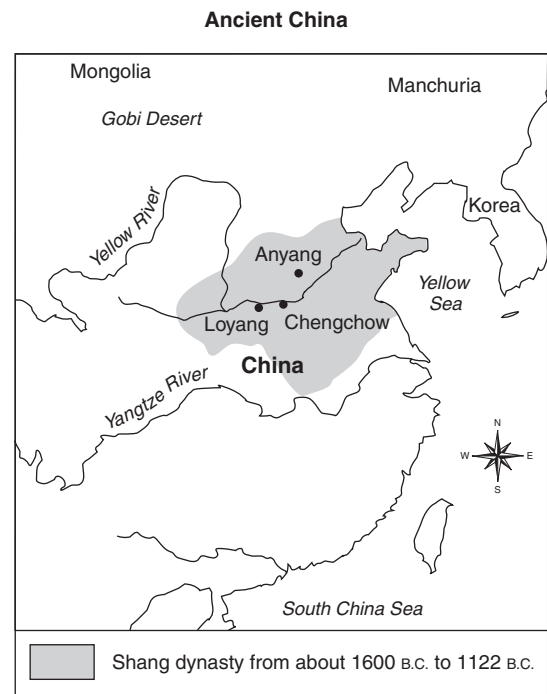 Ancient China
Mongolia
Manchuria
Gobi Desert
Yellow River
Korea
Anyang
Yellow
Sea
Loyang
Chengchow
China
Yangtze River
N
W
E
S
South China Sea
Shang dynasty from about 1600 B.C. to 1122 B.C.